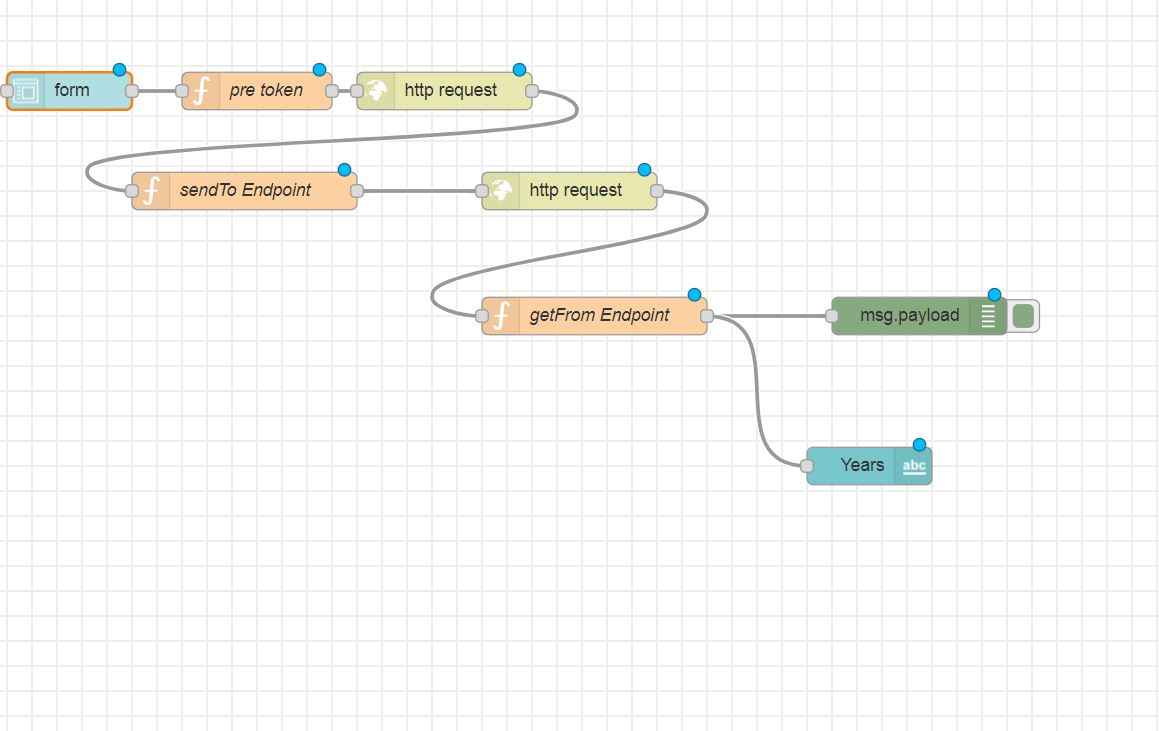 form
pre token
http request
sendTo Endpoint
http request
getFrom Endpoint
msg.payload
Years
abc